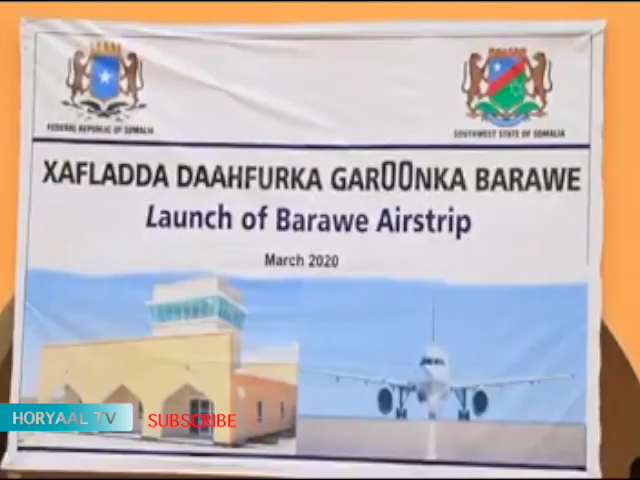 FEDERAL REPUBLIC OF SOMALIA
SOUTHWEST STATE OF SOMALIA
XAFLADDA DAAHFURKA GAROONKA BARAWE
Launch of Barawe Airstrip
March 2020
HORYAAL TV
SUBSCRIBE